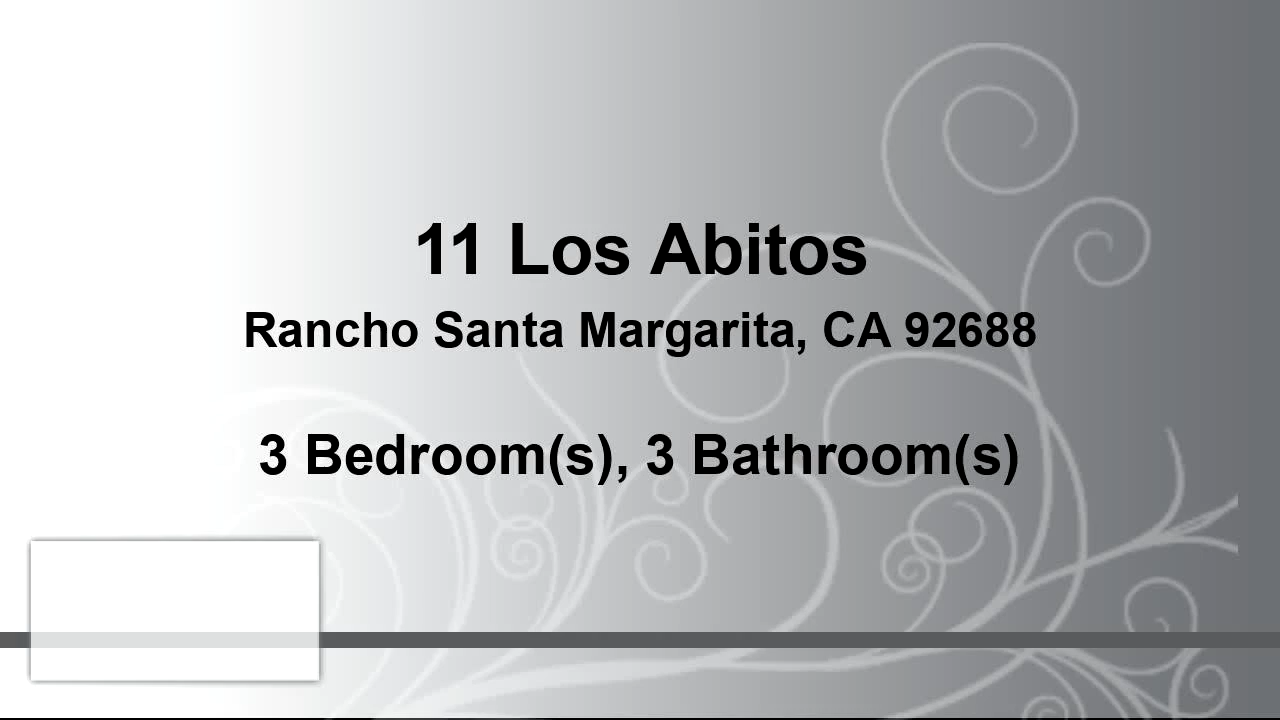 11 Los Abitos
Rancho Santa Margarita, CA 92688
3 Bedroom(s), 3 Bathroom(s)